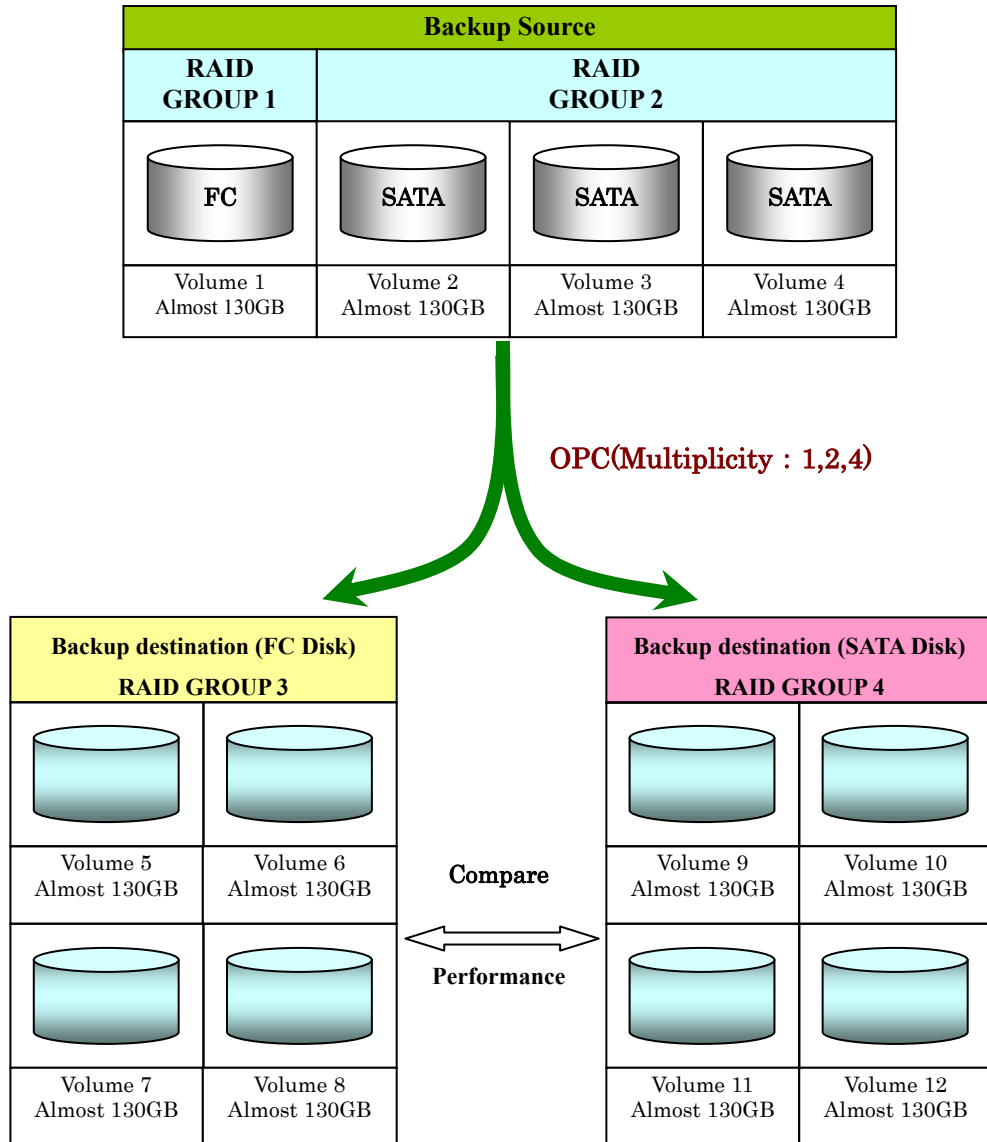 Backup Source
RAID
GROUP 1
RAID
GROUP 2
FC
SATA
SATA
SATA
Volume 1
Almost 130GB
Volume 2
Almost 130GB
Volume 3
Almost 130GB
Volume 4
Almost 130GB
OPC(Multiplicity : 1,2,4)
Backup destination (FC Disk)
RAID GROUP 3
Volume 5
Almost 130GB
Volume 6
Almost 130GB
Volume 7
Almost 130GB
Volume 8
Almost 130GB
Compare
Performance
Backup destination (SATA Disk)
RAID GROUP 4
Volume 9
Almost 130GB
Volume 10
Almost 130GB
Volume 11
Almost 130GB
Volume 12
Almost 130GB